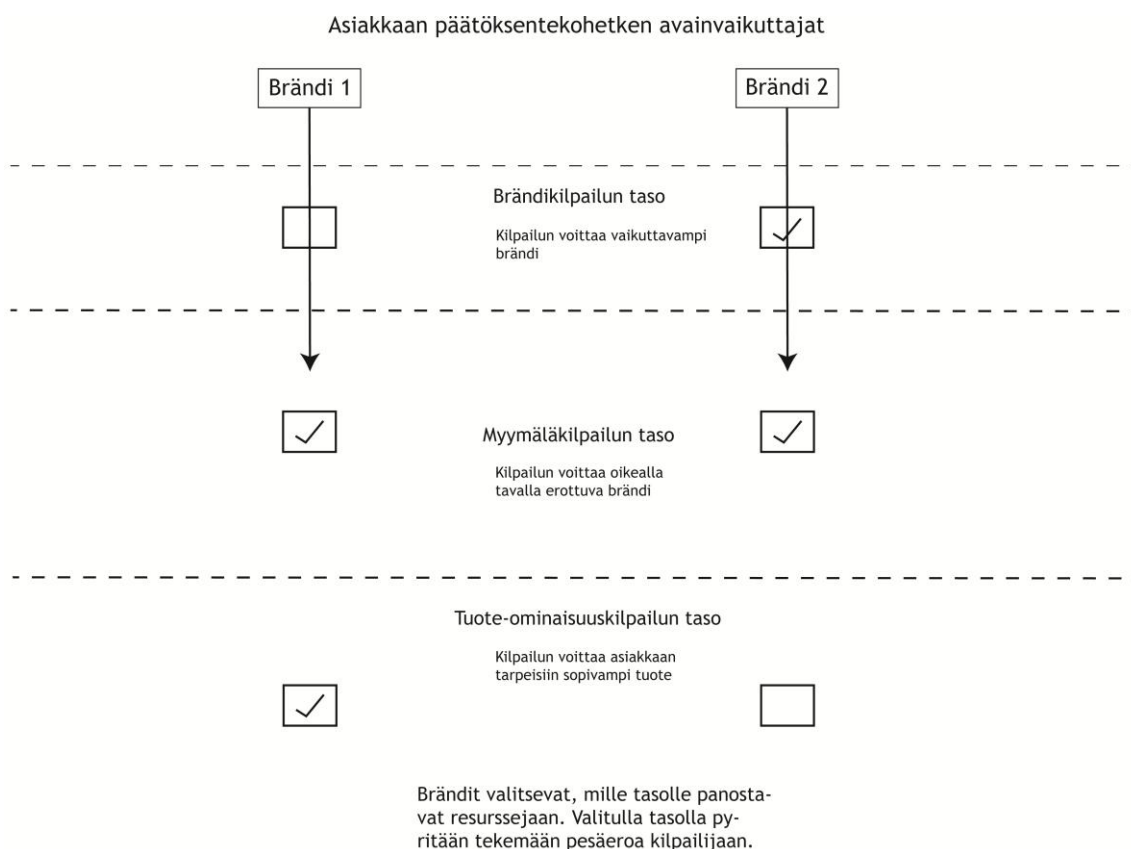 Asiakkaan päätöksentekohetken avainvaikuttajat
Brändi 1
Brändi 2
Brändikilpailun taso
Kilpailun voittaa vaikuttavampi
brändi
Myymäläkilpailun taso
Kilpailun voittaa oikealla
tavalla erottuva brändi
Tuote-ominaisuuskilpailun taso
Kilpailun voittaa asiakkaan
tarpeisiin sopivampi tuote
Brändit valitsevat, mille tasolle panosta-
vat resurssejaan. Valitulla tasolla py-
ritään tekemään pesäeroa kilpailijaan.